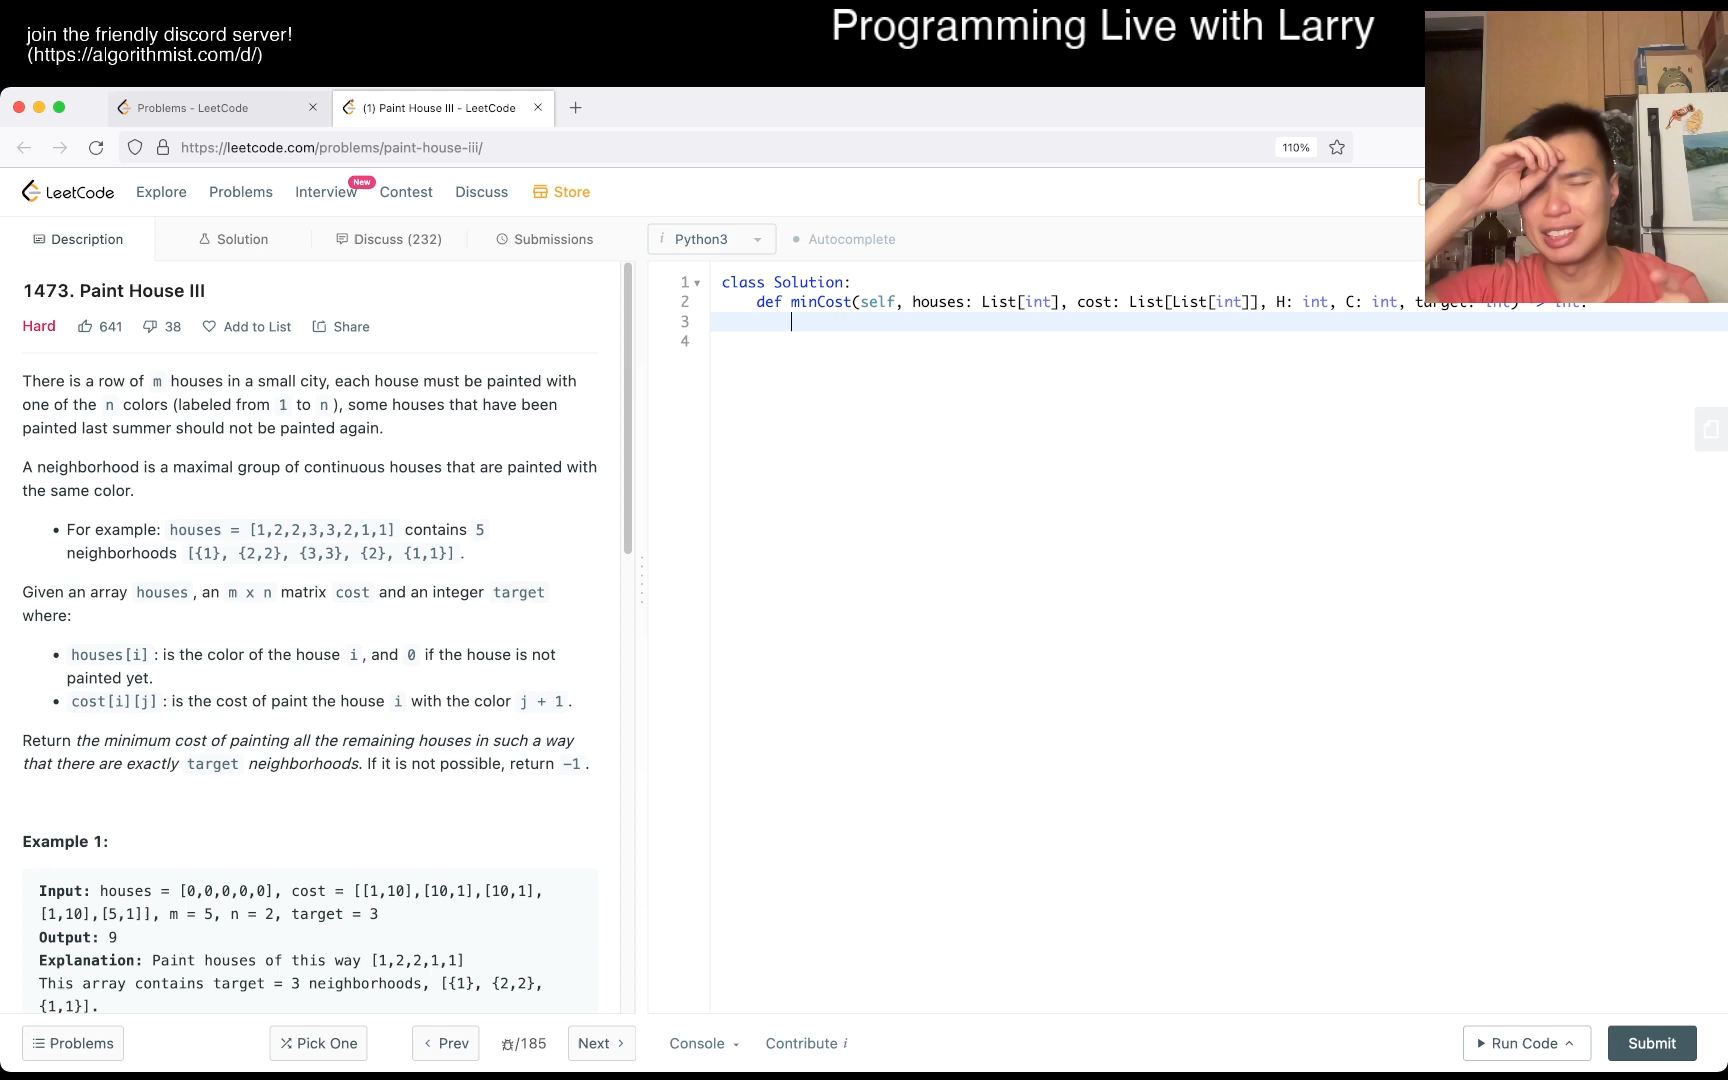 join the friendly discord server!
(https://algorithmist.com/d/)
Programming Live with Larry
Problems - LeetCode
(1) Paint House III - LeetCode
https://leetcode.com/problems/paint-house-iii/
110%
LeetCode
Explore
Problems
Interview
New
Contest
Discuss
Store
Description
Solution
Discuss (232)
Submissions
i Python3
Autocomplete
1473. Paint House III
Hard
641
38
Add to List
Share
There is a row of m houses in a small city, each house must be painted with
one of the n colors (labeled from 1 to n), some houses that have been
painted last summer should not be painted again.
A neighborhood is a maximal group of continuous houses that are painted with
the same color.
• For example: houses = [1,2,2,3,3,2,1,1] contains 5
neighborhoods [{1}, {2,2}, {3,3}, {2}, {1,1}].
Given an array houses, an m x n matrix cost and an integer target
where:
• houses[i]: is the color of the house i, and 0 if the house is not
painted yet.
• cost[i][j]: is the cost of paint the house i with the color j + 1.
Return the minimum cost of painting all the remaining houses in such a way
that there are exactly target neighborhoods. If it is not possible, return -1.
Example 1:
Input: houses = [0,0,0,0,0], cost = [[1,10],[10,1],[10,1],
[1,10],[5,1]], m = 5, n = 2, target = 3
Output: 9
Explanation: Paint houses of this way [1,2,2,1,1]
This array contains target = 3 neighborhoods, [{1}, {2,2},
{1,1}].
1 class Solution:
2 def minCost(self, houses: List[int], cost: List[List[int]], H: int, C: int, target: int) -> int:
3
4
Problems
Pick One
Prev
/185
Next
Console
Contribute i
Run Code
Submit